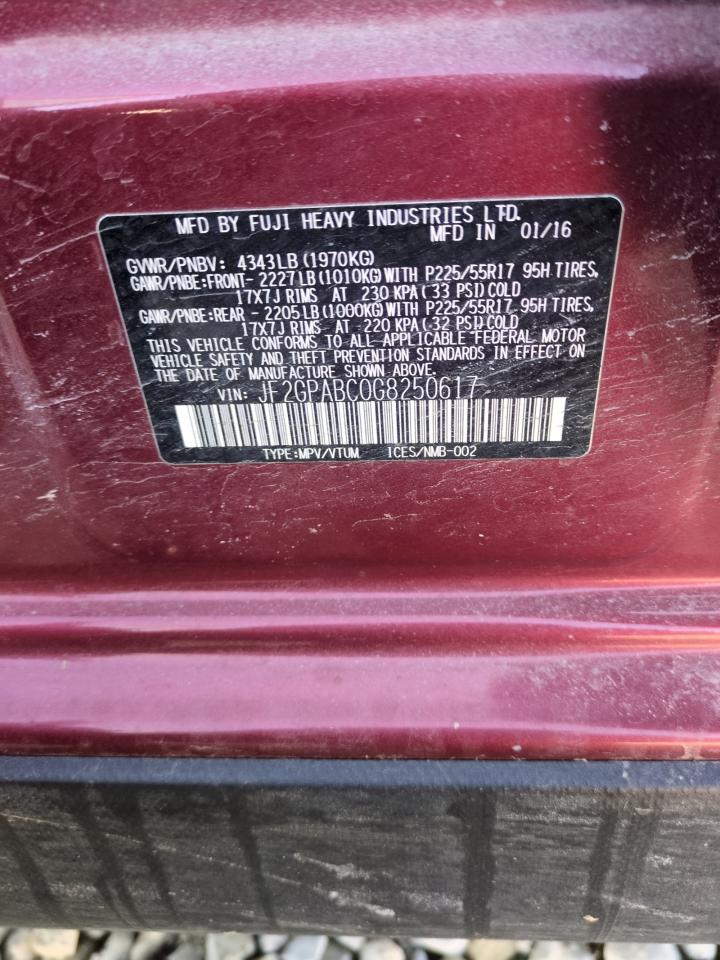 MFD BY FUJI HEAVY INDUSTRIES LTD.
MFD IN 01/16
GVWR/PNBV: 4343LB (1970KG)
GAWR/PNBE:FRONT- 2227LB (1010KG) WITH P225/55R17 95H TIRES,
17X7J RIMS AT 230 KPA (33 PSI) COLD
GAWR/PNBE:REAR - 2205LB (1000KG) WITH P225/55R17 95H TIRES,
17X7J RIMS AT 220 KPA (32 PSI) COLD
THIS VEHICLE CONFORMS TO ALL APPLICABLE FEDERAL MOTOR
VEHICLE SAFETY AND THEFT PREVENTION STANDARDS IN EFFECT
ON THE DATE OF MANUFACTURE SHOWN ABOVE.
VIN: JF2GPABC0G8250617
TYPE:MPV/VTUM ICES/NMB-002